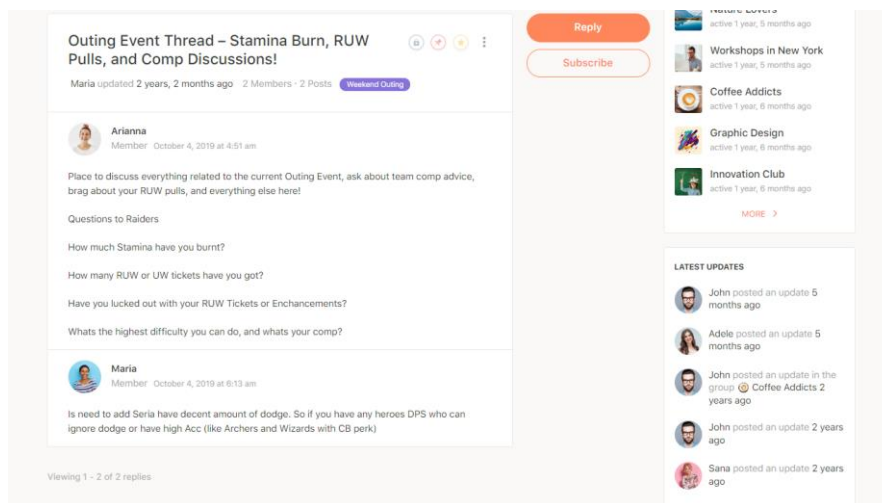 Outing Event Thread – Stamina Burn, RUW
Pulls, and Comp Discussions!
Maria updated 2 years, 2 months ago 2 Members · 2 Posts Weekend Outing
Arianna
Member October 4, 2019 at 4:51 am
Place to discuss everything related to the current Outing Event, ask about team comp advice,
brag about your RUW pulls, and everything else here!
Questions to Raiders
How much Stamina have you burnt?
How many RUW or UW tickets have you got?
Have you lucked out with your RUW Tickets or Enchancements?
Whats the highest difficulty you can do, and whats your comp?
Maria
Member October 4, 2019 at 6:13 am
Is need to add Seria have decent amount of dodge. So if you have any heroes DPS who can
ignore dodge or have high Acc (like Archers and Wizards with CB perk)
Viewing 1 - 2 of 2 replies
Reply
Subscribe
Nature Lovers
active 1 year, 5 months ago
Workshops in New York
active 1 year, 5 months ago
Coffee Addicts
active 1 year, 6 months ago
Graphic Design
active 1 year, 6 months ago
Innovation Club
active 1 year, 6 months ago
MORE >
LATEST UPDATES
John posted an update 5
months ago
Adele posted an update 5
months ago
John posted an update in the
group Coffee Addicts 2
years ago
John posted an update 2 years
ago
Sana posted an update 2 years
ago